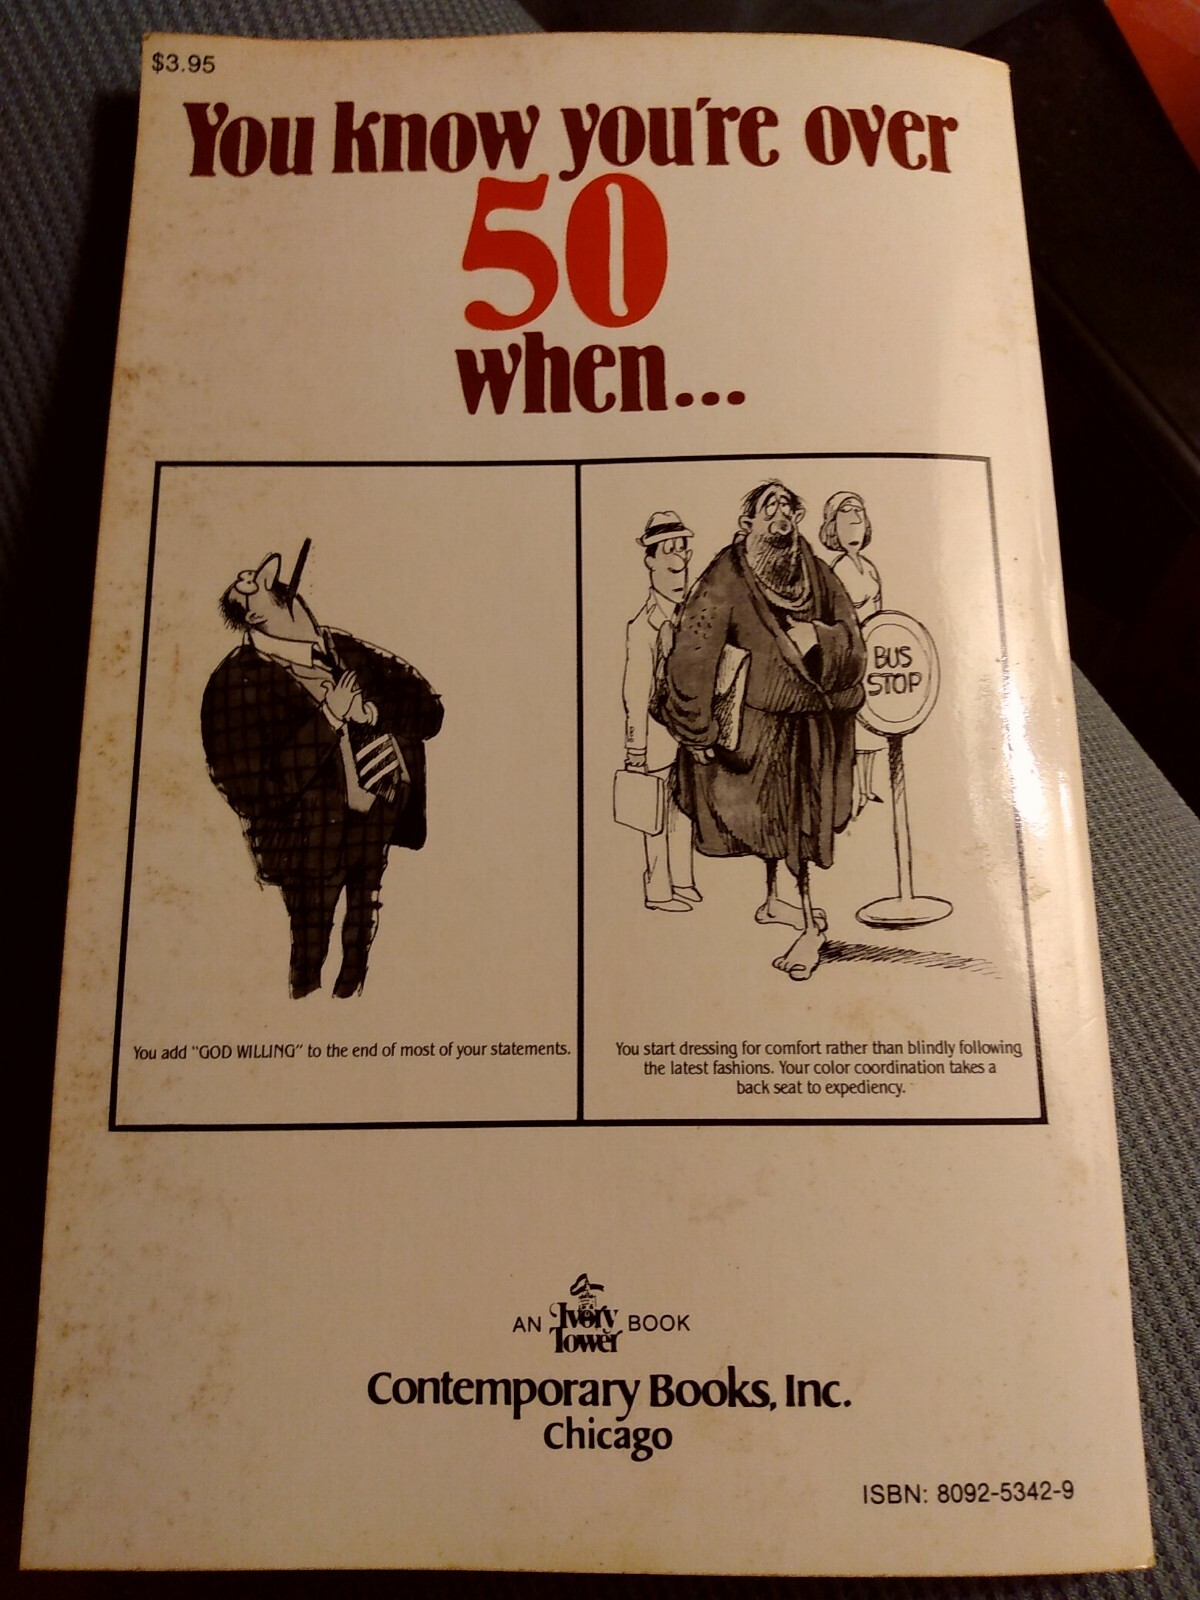 $3.95
You know you're over
50
when...
BUS
STOP
You add "GOD WILLING" to the end of most of your statements.
You start dressing for comfort rather than blindly following
the latest fashions. Your color coordination takes a
back seat to expediency.
AN Ivory Tower BOOK
Contemporary Books, Inc.
Chicago
ISBN: 8092-5342-9